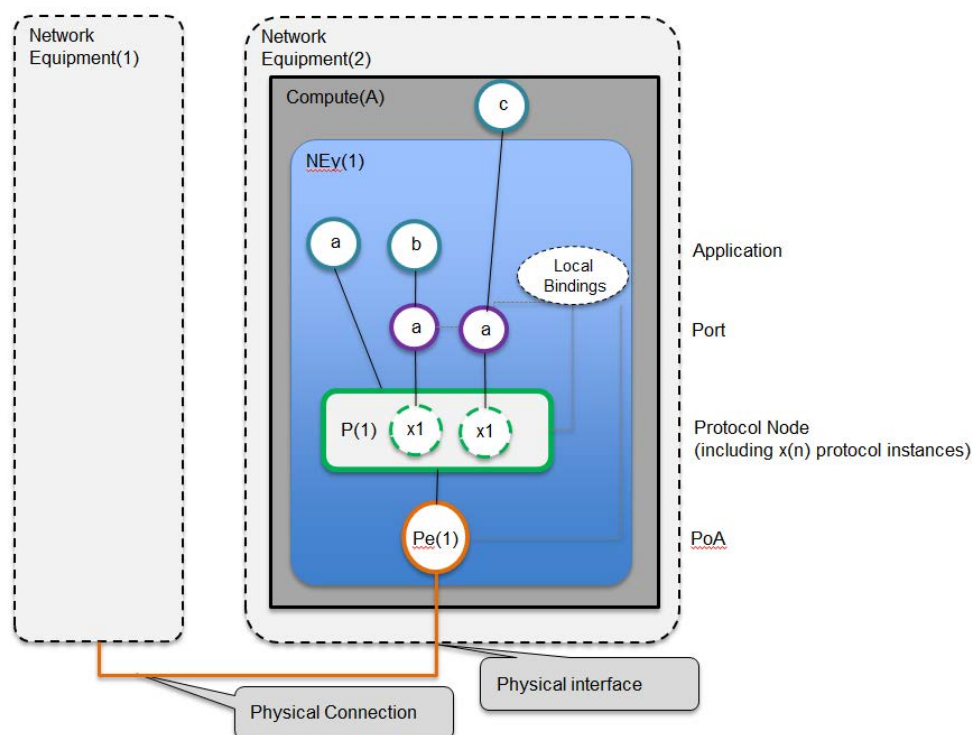 Network
Equipment(1)
Network
Equipment(2)
Compute(A)
c
NEy(1)
a
b
Local
Bindings
Application
a
a
Port
P(1)
x1
x1
Protocol Node
(including x(n) protocol instances)
Pe(1)
PoA
Physical interface
Physical Connection